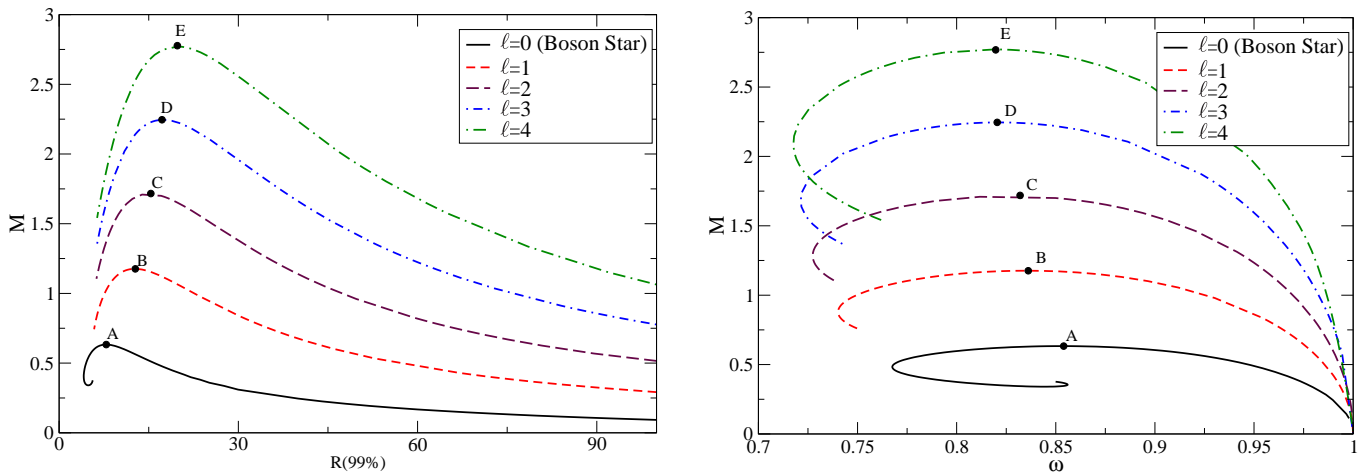 3
2.5
2
1.5
1
0.5
0
M
E
D
C
B
A
ℓ=0 (Boson Star)
ℓ=1
ℓ=2
ℓ=3
ℓ=4
0 30 60 90
R(99%)
3
2.5
2
1.5
1
0.5
0
M
E
D
C
B
A
ℓ=0 (Boson Star)
ℓ=1
ℓ=2
ℓ=3
ℓ=4
0.7 0.75 0.8 0.85 0.9 0.95 1
ω